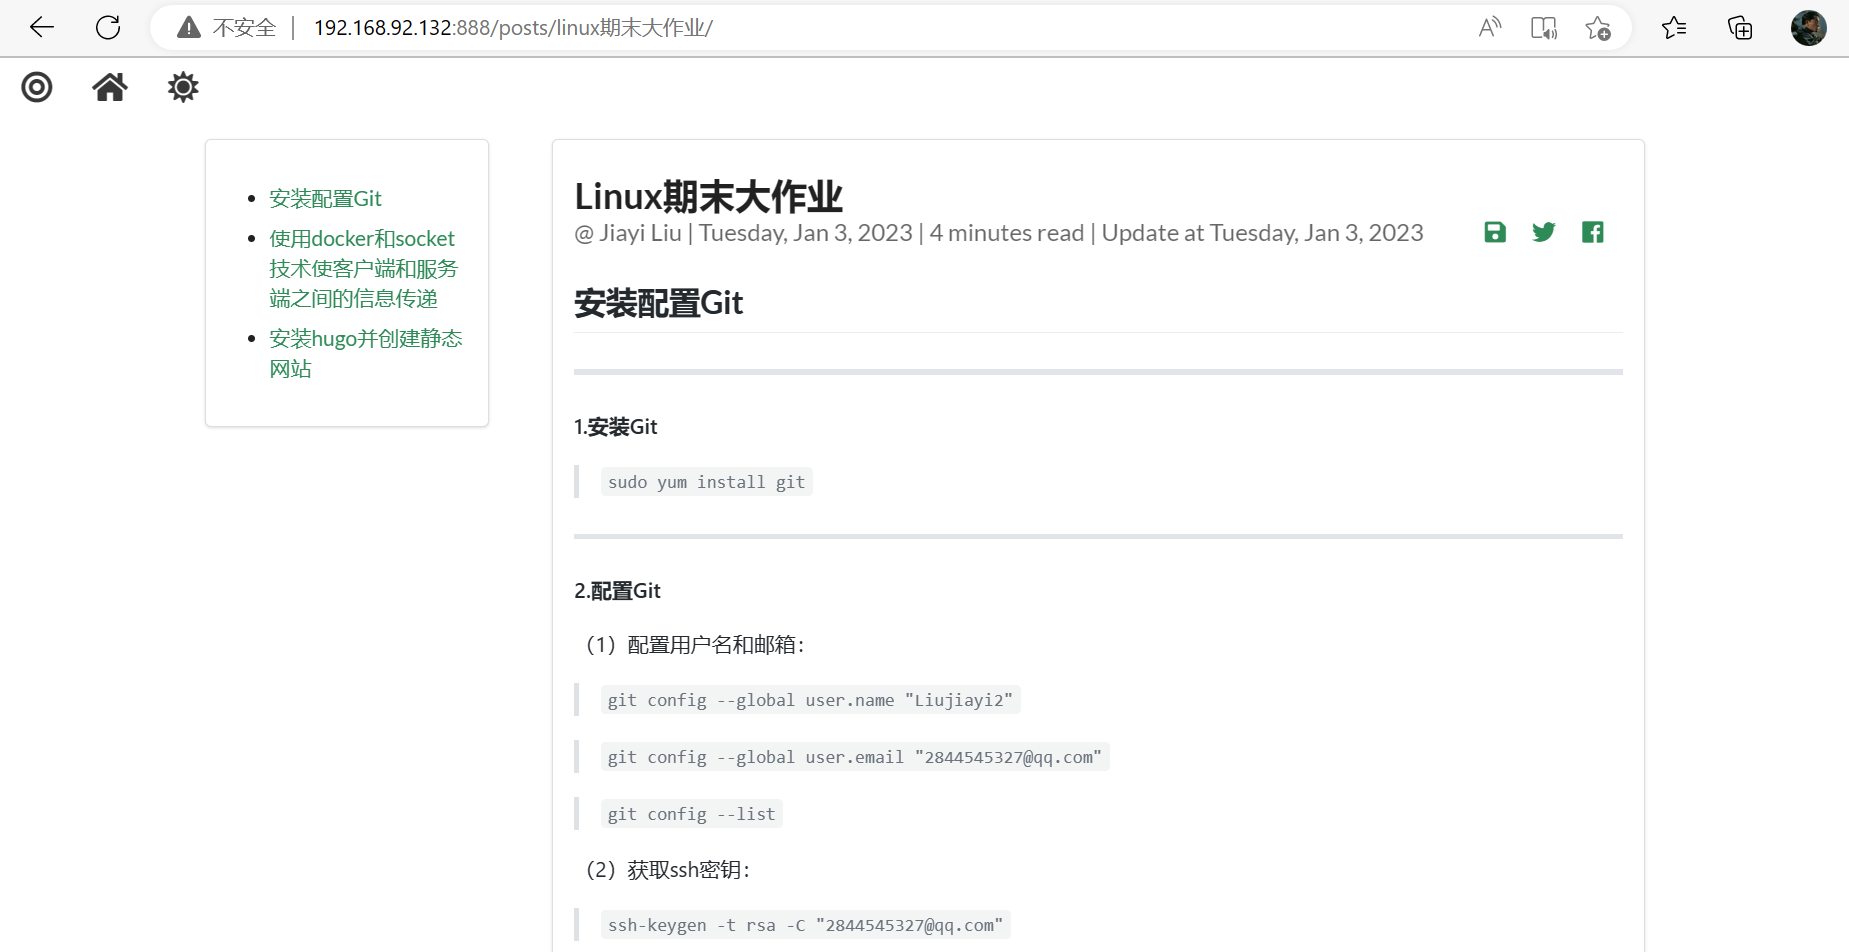 不安全 | 192.168.92.132:888/posts/linux期末大作业/
安装配置Git
使用docker和socket
技术使客户端和服务
端之间的信息传递
安装hugo并创建静态
网站
Linux期末大作业
@ Jiayi Liu | Tuesday, Jan 3, 2023 | 4 minutes read | Update at Tuesday, Jan 3, 2023
安装配置Git
1.安装Git
sudo yum install git
2.配置Git
（1）配置用户名和邮箱：
git config --global user.name "Liujiayi2"
git config --global user.email "2844545327@qq.com"
git config --list
（2）获取ssh密钥：
ssh-keygen -t rsa -C "2844545327@qq.com"